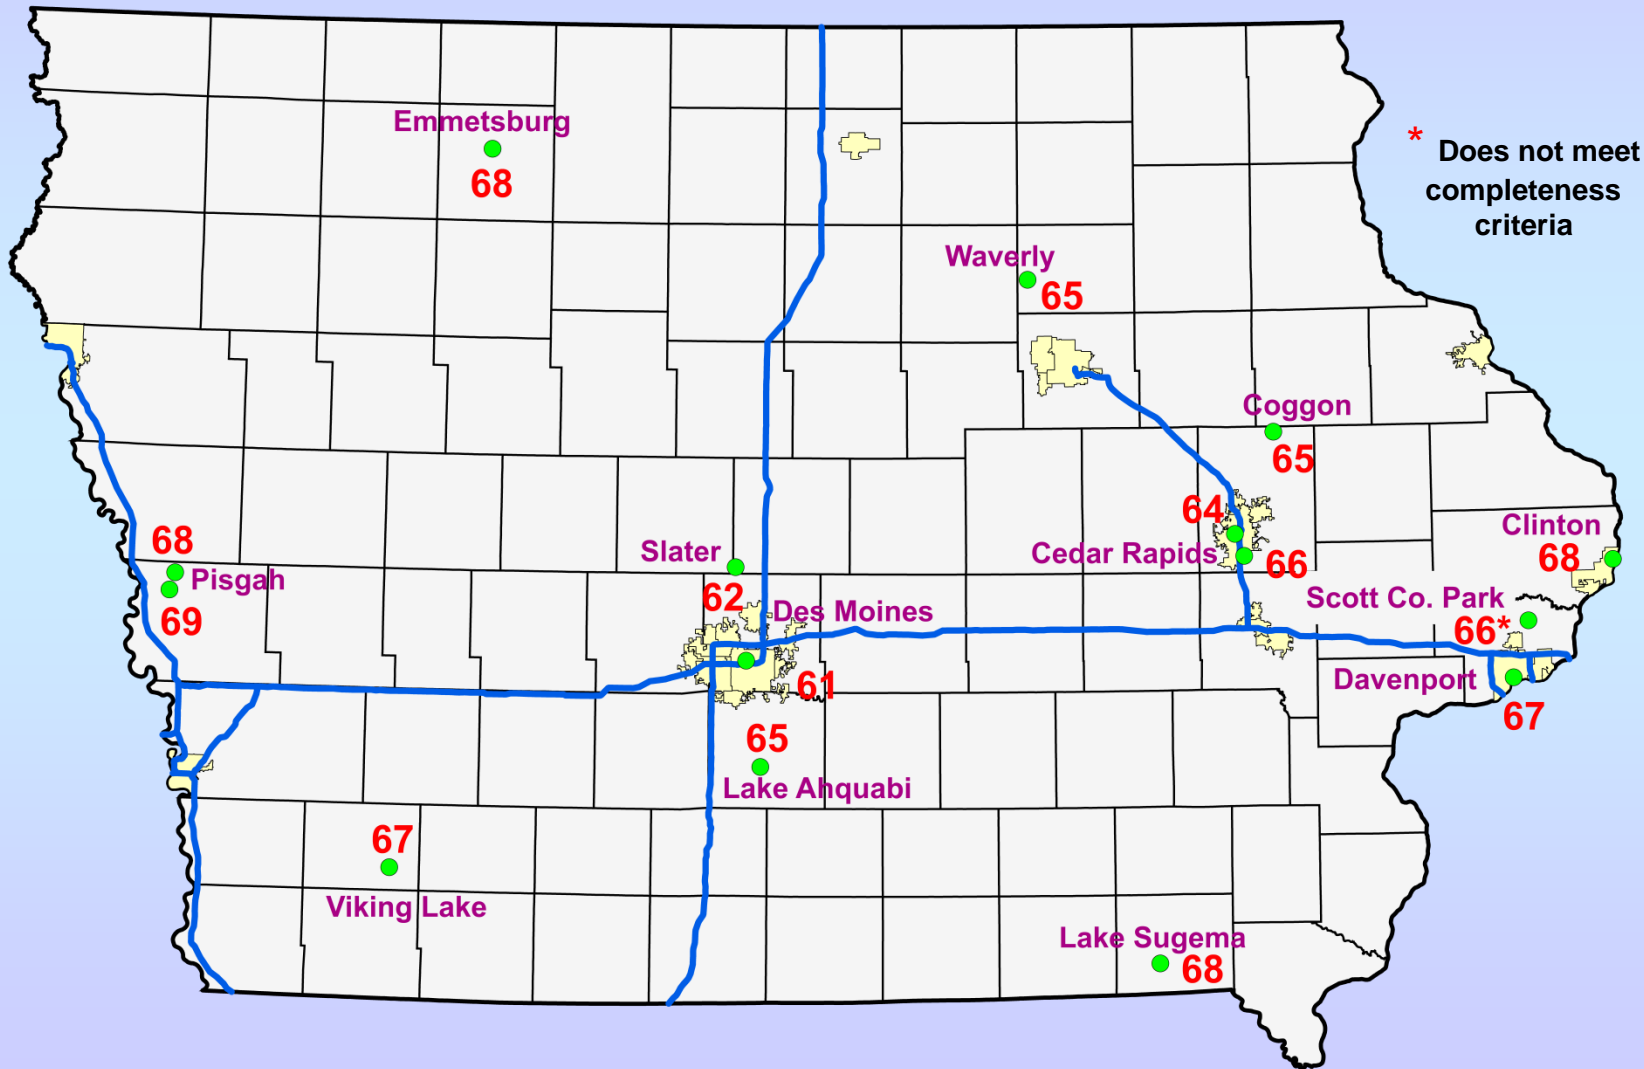 Emmetsburg
68
*
Does not meet
completeness
criteria
Waverly
65
Coggon
65
64
Cedar Rapids
66
Clinton
68
Scott Co. Park
66*
Davenport
67
68
Pisgah
69
Slater
62
Des Moines
61
65
Lake Ahquabi
67
Viking Lake
Lake Sugema
68